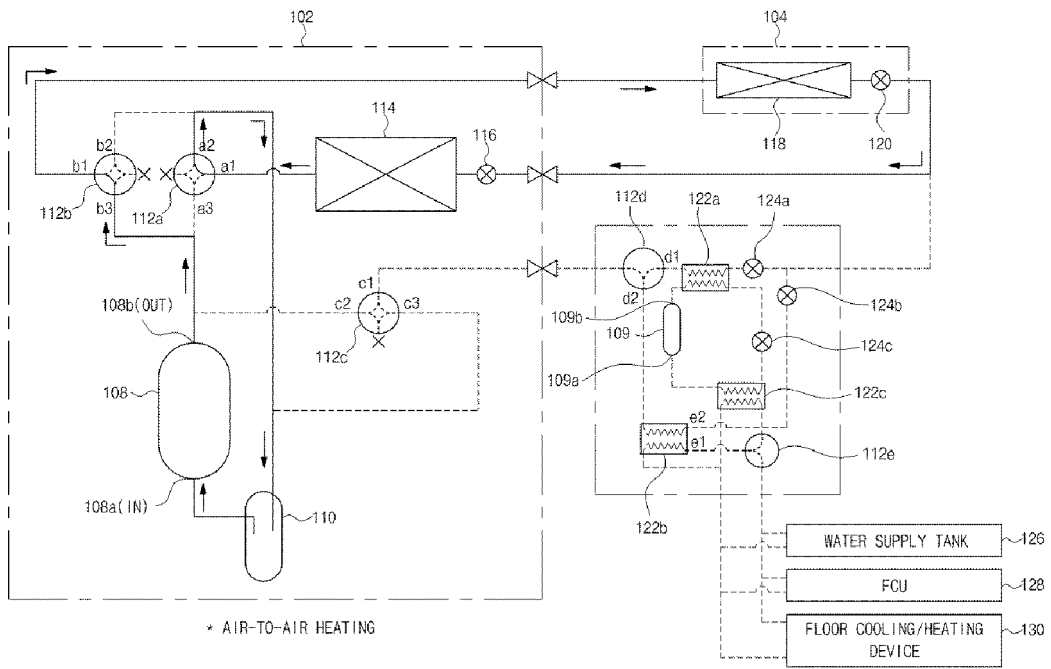 102
104
114
116
118
120
b2
a2
b1
a1
112b
b3
112a
a3
112d
122a
124a
c1
d1
c2
c3
d2
124b
108b(OUT)
109b
109
112c
124c
109a
108
122c
e2
e1
112e
108a(IN)
110
122b
WATER SUPPLY TANK
126
FCU
128
* AIR-TO-AIR HEATING
FLOOR COOLING/HEATING
DEVICE
130